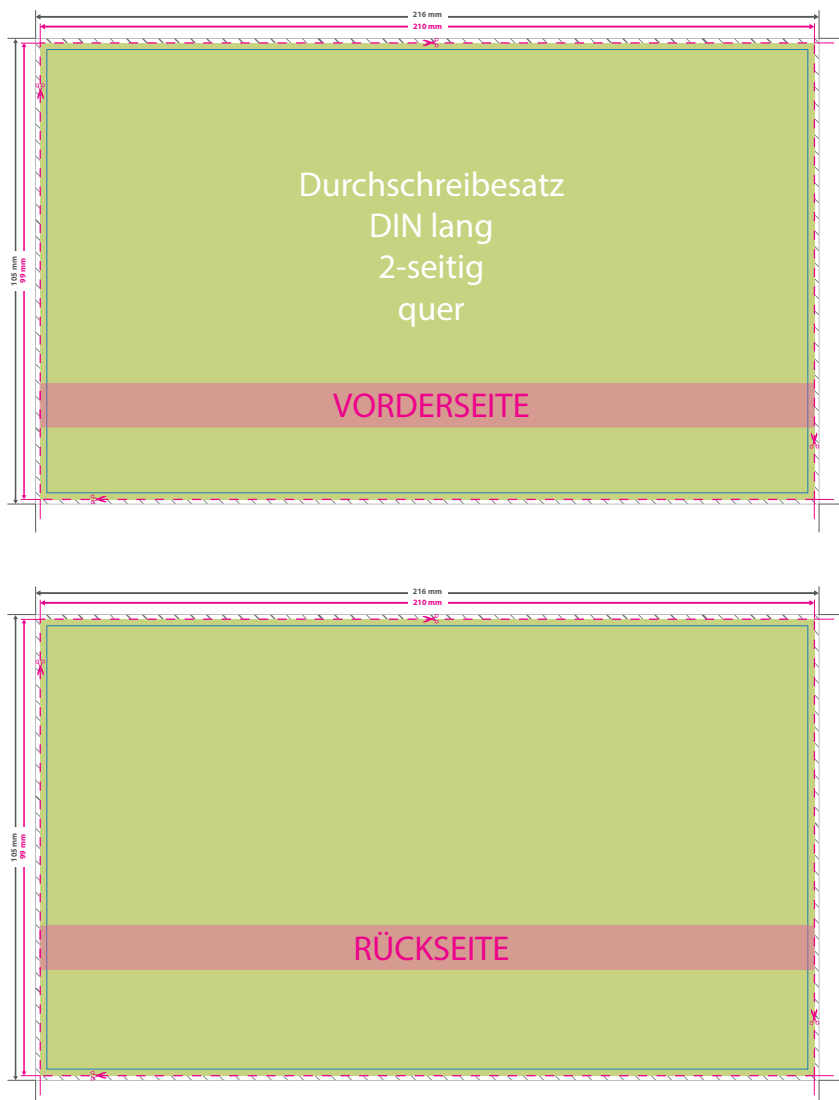 216 mm
210 mm
105 mm
99 mm
Durchschreibesatz
DIN lang
2-seitig
quer
VORDERSEITE
216 mm
210 mm
105 mm
99 mm
RÜCKSEITE